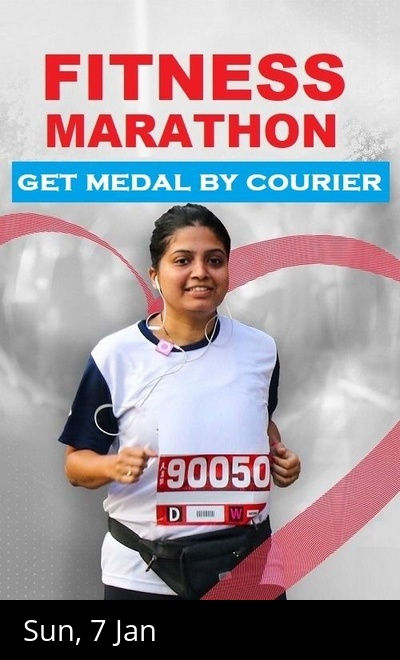 FITNESS
MARATHON
GET MEDAL BY COURIER
90050
D W
Sun, 7 Jan